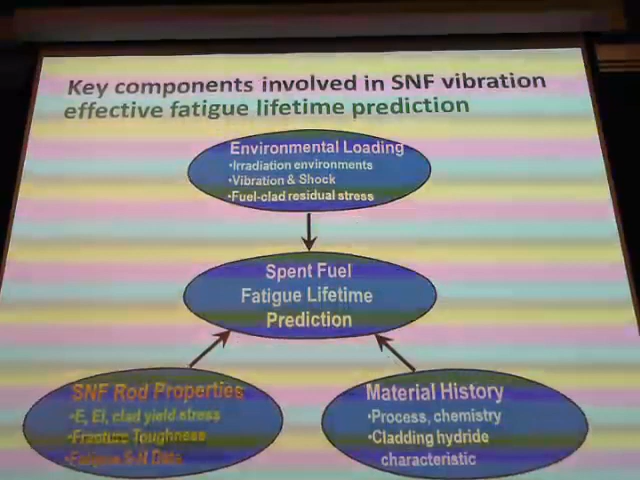 Key components involved in SNF vibration
effective fatigue lifetime prediction
Environmental Loading
•Irradiation environments
•Vibration & Shock
•Fuel-clad residual stress
Spent Fuel
Fatigue Lifetime
Prediction
SNF Rod Properties
•E, EI, clad yield stress
•Fracture Toughness
•Fatigue S-N Data
Material History
•Process, chemistry
•Cladding hydride
characteristic